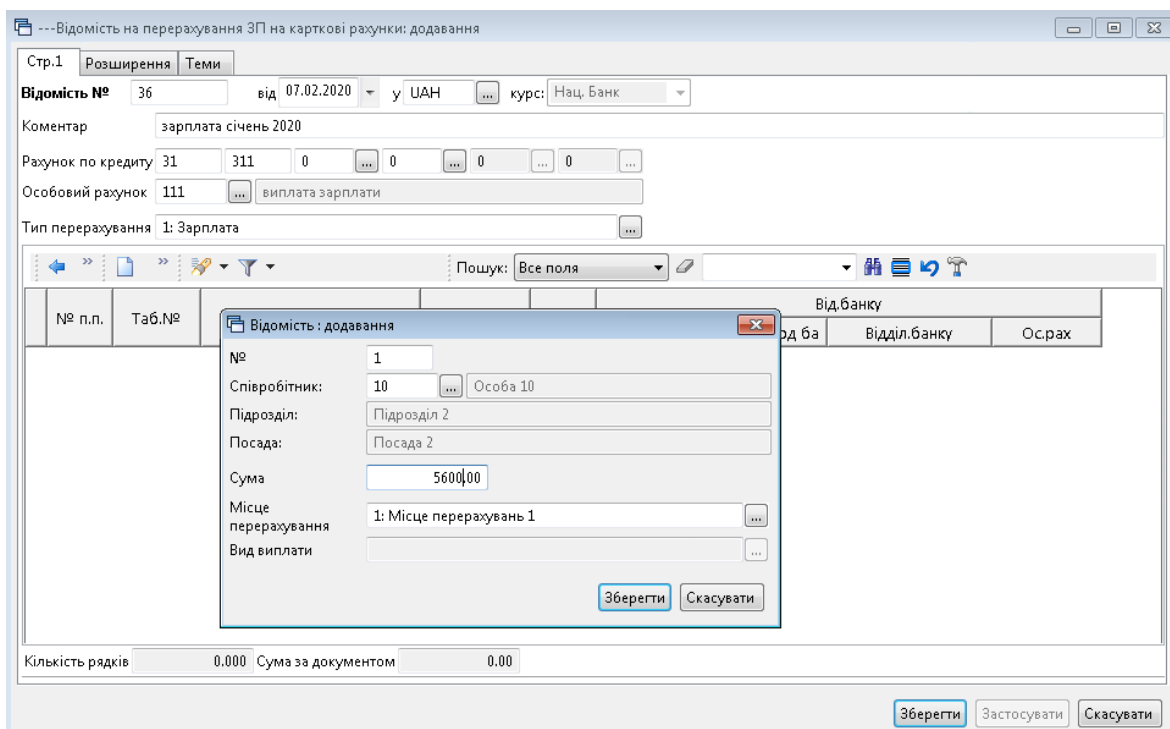 ---Відомість на перерахування ЗП на карткові рахунки: додавання
Стр.1 Розширення Теми
Відомість № 36 від 07.02.2020 у UAH ... курс: Нац. Банк
Коментар зарплата січень 2020
Рахунок по кредиту 31 311 0 ... 0 ... 0 ... 0 ...
Особовий рахунок 111 ... виплата зарплати
Тип перерахування 1: Зарплата ...
Пошук: Все поля
№ п.п. Таб.№ Від.банку
Відділ.банку Ос.рах
Відомість : додавання
№ 1
Співробітник: 10 ... Особа 10
Підрозділ: Підрозділ 2
Посада: Посада 2
Сума 5600,00
Місце
перерахування 1: Місце перерахувань 1 ...
Вид виплати ...
Зберегти Скасувати
Кількість рядків 0.000 Сума за документом 0.00
Зберегти Застосувати Скасувати